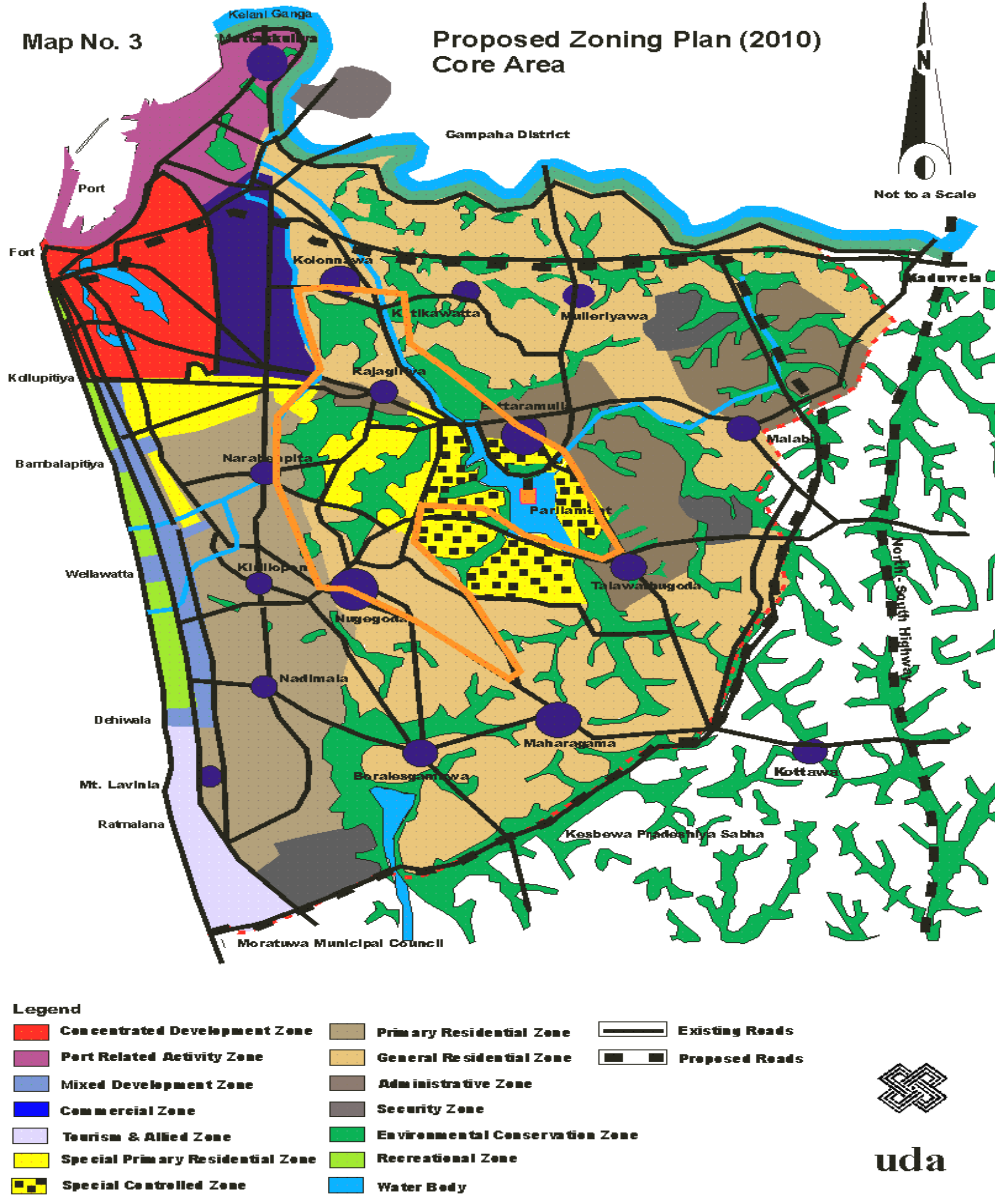 Map No. 3
Kelani Ganga
Mattakkuliya
Proposed Zoning Plan (2010)
Core Area
N
Gampaha District
Port
Not to a Scale
Fort
Kolonnawa
Kaduwela
Kotikawatta
Mulleriyawa
Kollupitiya
Rajagiriya
Battaramulla
Malabe
Bambalapitiya
Narahenpita
Parliament
Wellawatta
Kirillopan
Talawathugoda
North - South Highway
Nugegoda
Nadimala
Dehiwala
Maharagama
Mt. Lavinia
Boralesgamuwa
Kottawa
Ratmalana
Kesbewa Pradeshiya Sabha
Moratuwa Municipal Council
Legend
Concentrated Development Zone
Port Related Activity Zone
Mixed Development Zone
Commercial Zone
Tourism & Allied Zone
Special Primary Residential Zone
Special Controlled Zone
Primary Residential Zone
General Residential Zone
Administrative Zone
Security Zone
Environmental Conservation Zone
Recreational Zone
Water Body
Existing Roads
Proposed Roads
uda